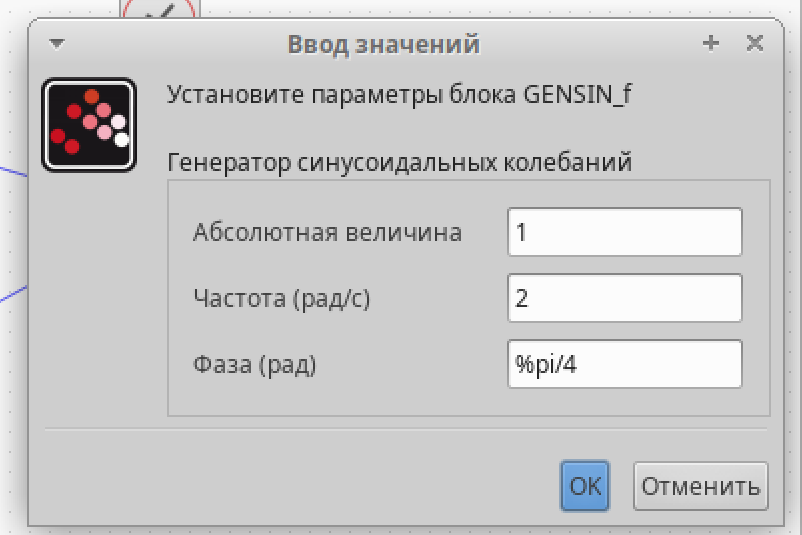 Ввод значений
Установите параметры блока GENSIN_f
Генератор синусоидальных колебаний
Абсолютная величина 1
Частота (рад/с) 2
Фаза (рад) %pi/4
OK Отменить